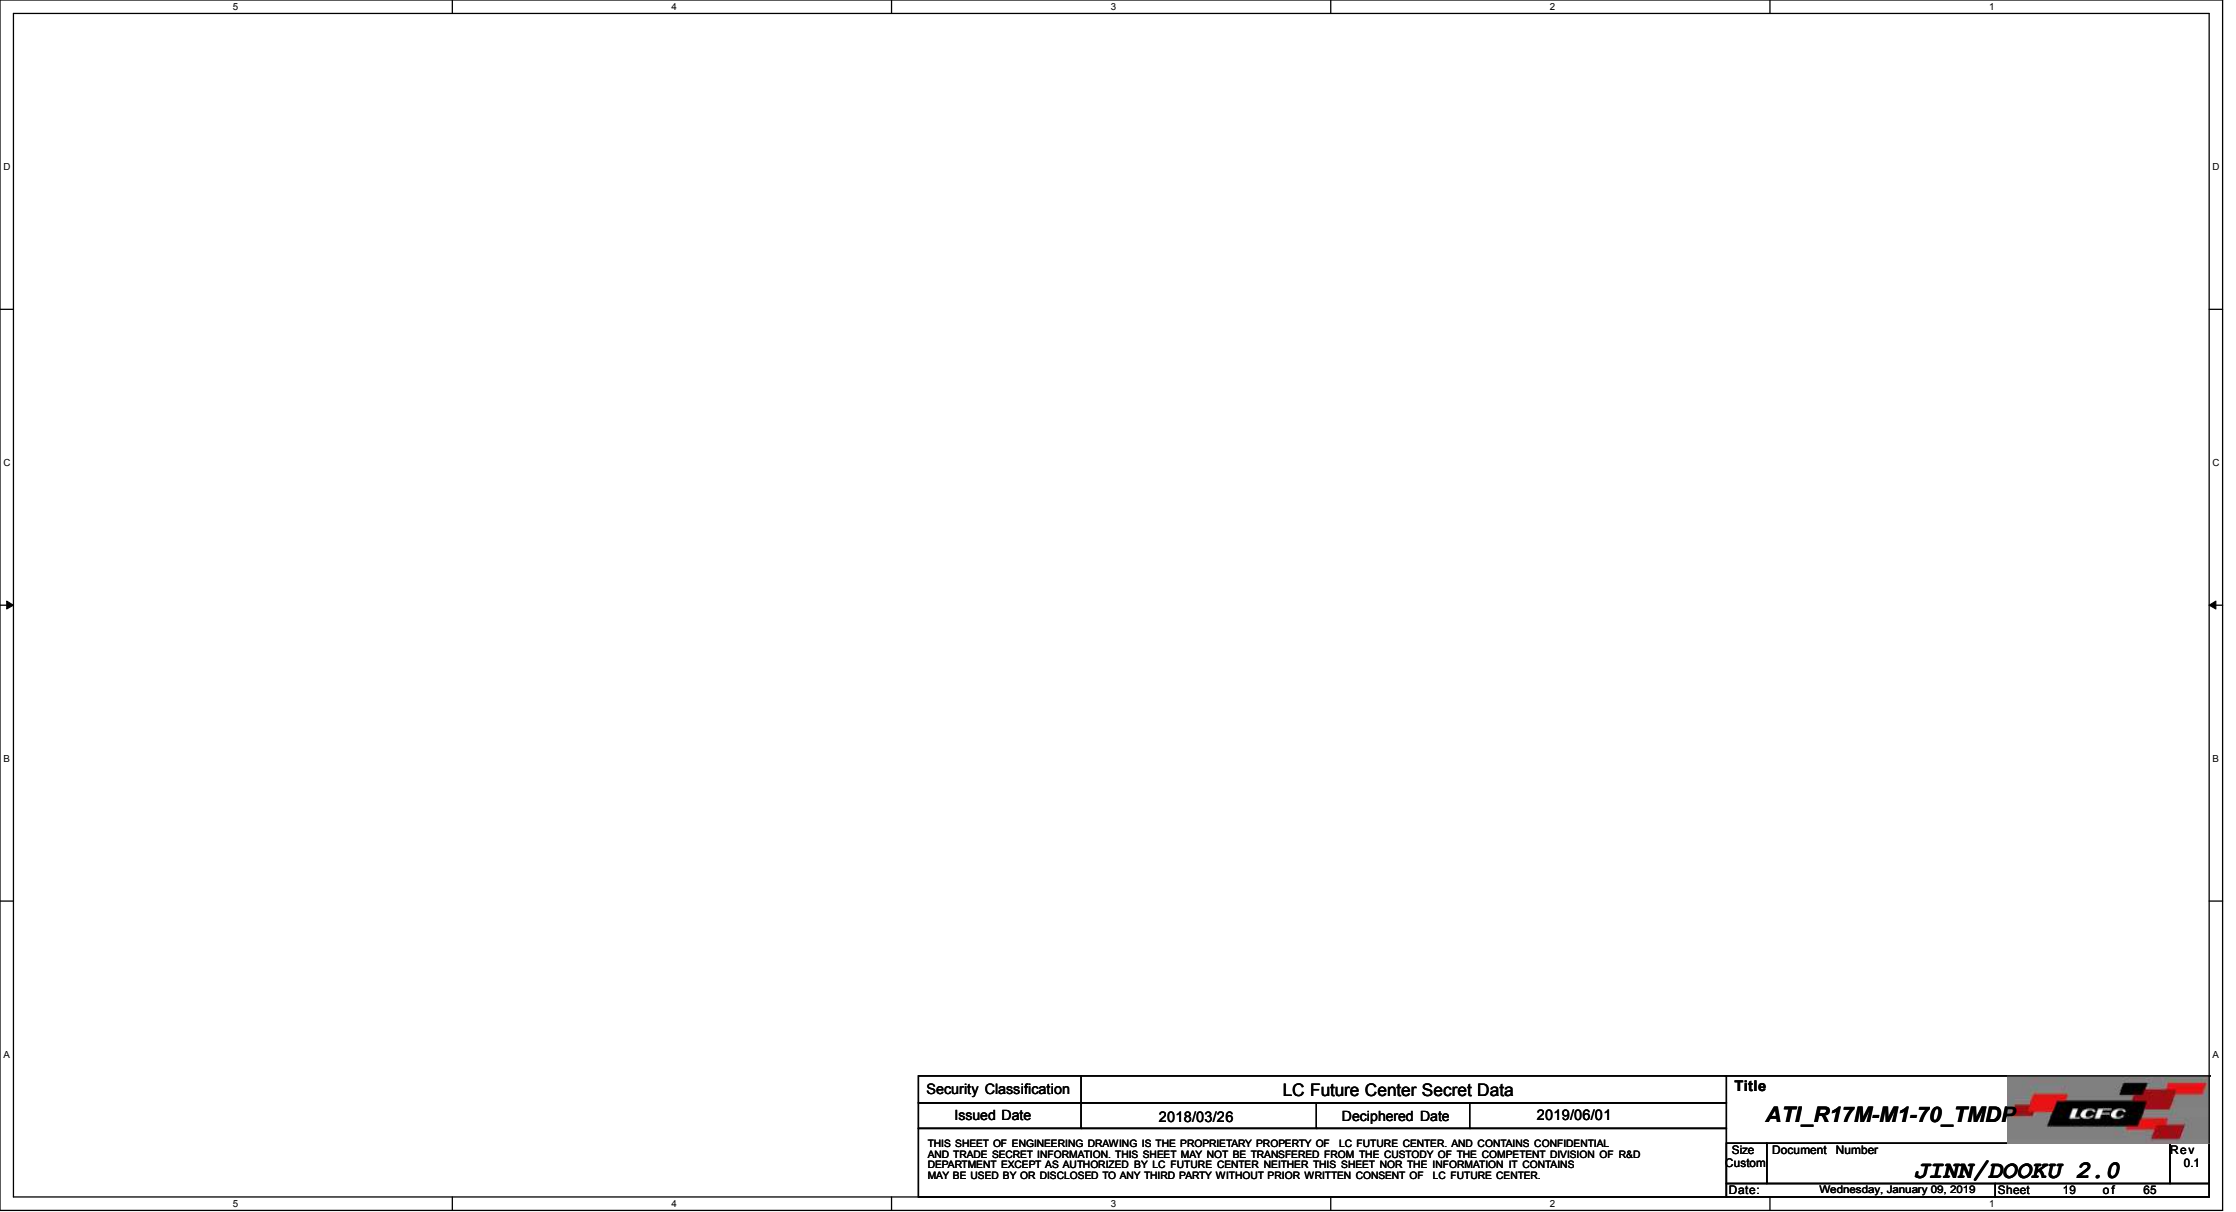 5 4 3 2 1
D D
C C
B B
A A
Security Classification LC Future Center Secret Data
Issued Date 2018/03/26 Deciphered Date 2019/06/01
THIS SHEET OF ENGINEERING DRAWING IS THE PROPRIETARY PROPERTY OF LC FUTURE CENTER. AND CONTAINS CONFIDENTIAL
AND TRADE SECRET INFORMATION. THIS SHEET MAY NOT BE TRANSFERED FROM THE CUSTODY OF THE COMPETENT DIVISION OF R&D
DEPARTMENT EXCEPT AS AUTHORIZED BY LC FUTURE CENTER NEITHER THIS SHEET NOR THE INFORMATION IT CONTAINS
MAY BE USED BY OR DISCLOSED TO ANY THIRD PARTY WITHOUT PRIOR WRITTEN CONSENT OF LC FUTURE CENTER.
Title
ATI_R17M-M1-70_TMDP
LCFC
Size Document Number Rev
Custom JINN/DOOKU 2.0 0.1
Date: Wednesday, January 09, 2019 Sheet 19 of 65
5 4 3 2 1